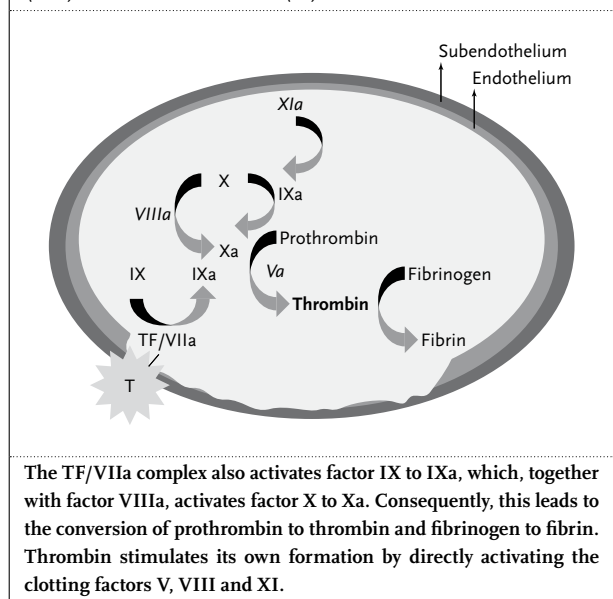 Subendothelium
Endothelium
XIa
X
IXa
VIIIa
Xa
Prothrombin
IX
IXa
Va
Fibrinogen
Thrombin
TF/VIIa
Fibrin
T
The TF/VIIa complex also activates factor IX to IXa, which, together
with factor VIIIa, activates factor X to Xa. Consequently, this leads to
the conversion of prothrombin to thrombin and fibrinogen to fibrin.
Thrombin stimulates its own formation by directly activating the
clotting factors V, VIII and XI.